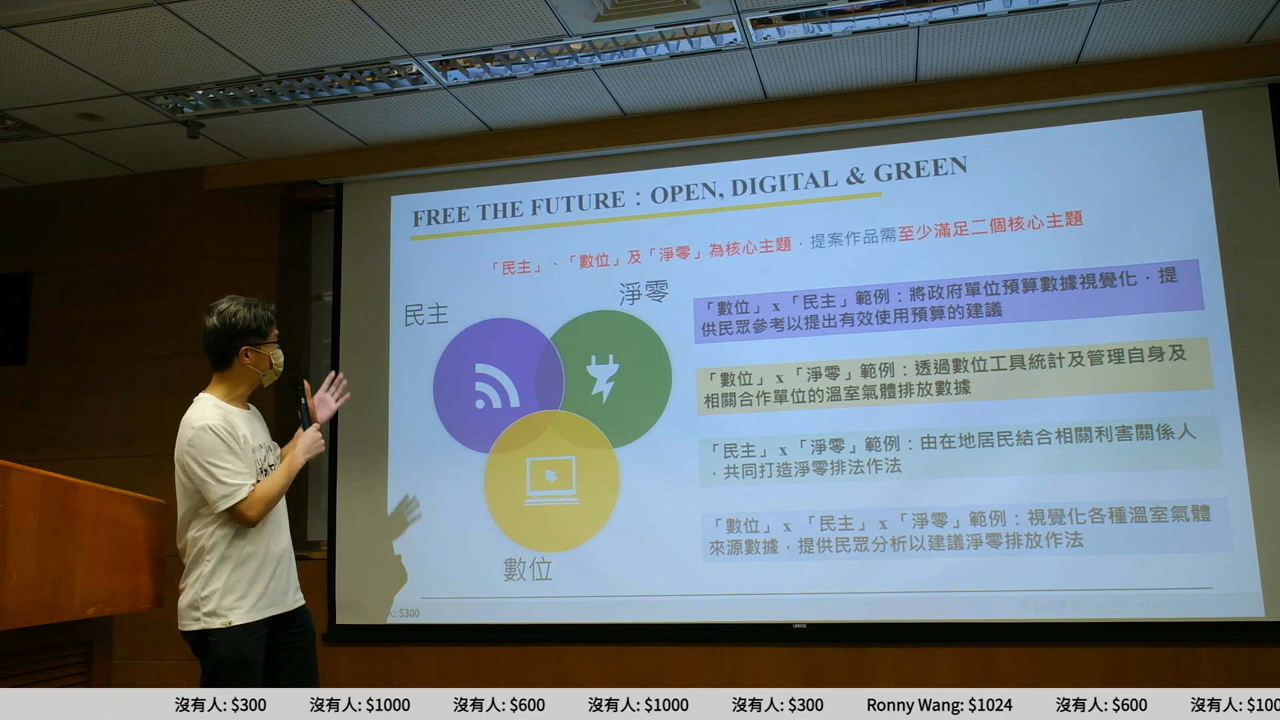 FREE THE FUTURE：OPEN, DIGITAL & GREEN
「民主」、「數位」及「淨零」為核心主題，提案作品需至少滿足二個核心主題
民主
淨零
數位
「數位」x「民主」範例：將政府單位預算數據視覺化，提
供民眾參考以提出有效使用預算的建議
「數位」x「淨零」範例：透過數位工具統計及管理自身及
相關合作單位的溫室氣體排放數據
「民主」x「淨零」範例：由在地居民結合相關利害關係人
，共同打造淨零排法作法
「數位」x「民主」x「淨零」範例：視覺化各種溫室氣體
來源數據，提供民眾分析以建議淨零排放作法
: $300
沒有人: $300 沒有人: $1000 沒有人: $600 沒有人: $1000 沒有人: $300 Ronny Wang: $1024 沒有人: $600 沒有人: $100